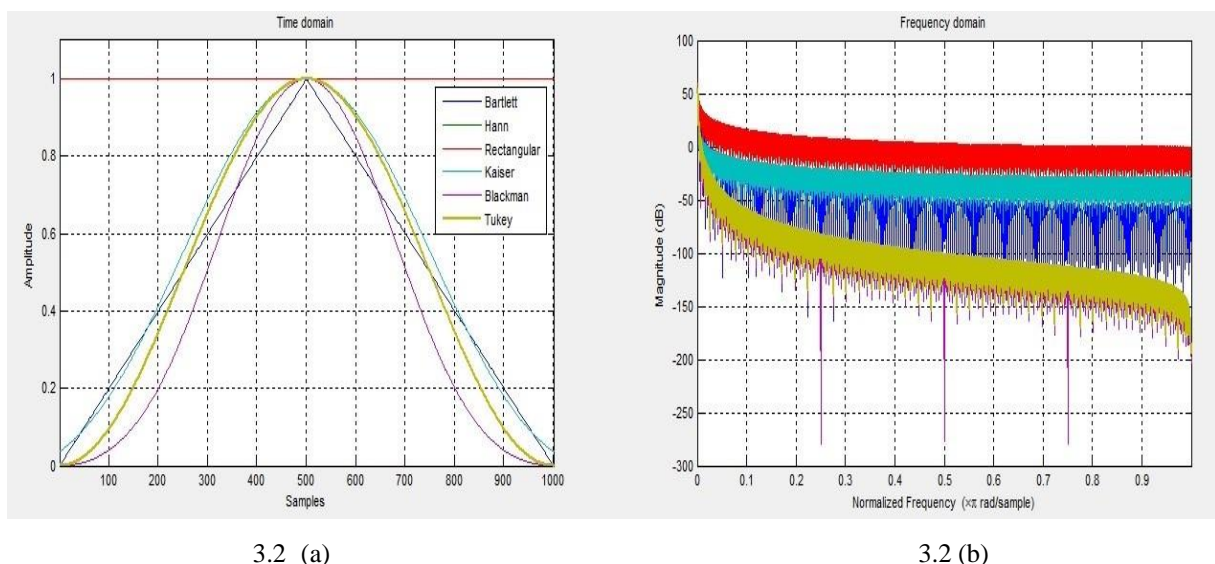 Time domain
1
0.8
0.6
0.4
0.2
0
100 200 300 400 500 600 700 800 900 1000
Amplitude
Samples
Bartlett
Hann
Rectangular
Kaiser
Blackman
Tukey
Frequency domain
100
50
0
-50
-100
-150
-200
-250
-300
0 0.1 0.2 0.3 0.4 0.5 0.6 0.7 0.8 0.9
Magnitude (dB)
Normalized Frequency (×π rad/sample)
3.2 (a)
3.2 (b)